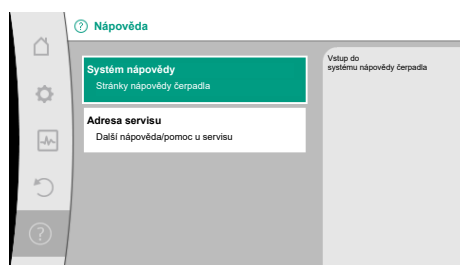 Nápověda
Systém nápovědy
Stránky nápovědy čerpadla
Adresa servisu
Další nápověda/pomoc u servisu
Vstup do
systému nápovědy čerpadla